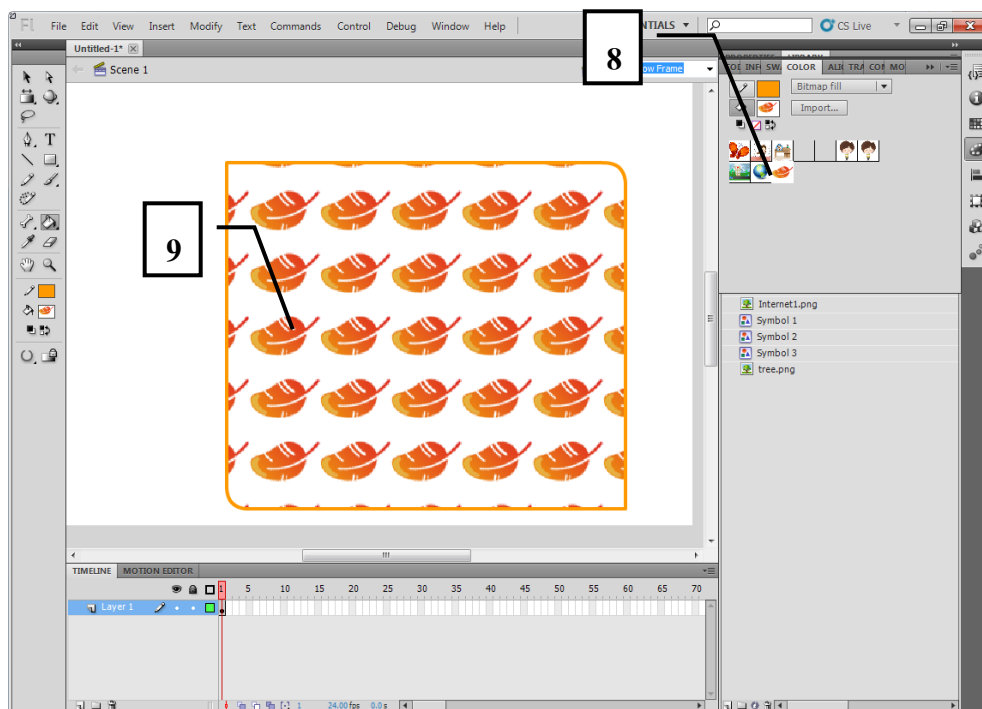 Fl File Edit View Insert Modify Text Commands Control Debug Window Help CS Live
Untitled-1*
Scene 1
8
COLOR
Bitmap fill
Import...
9
Internet1.png
Symbol 1
Symbol 2
Symbol 3
tree.png
T
TIMELINE MOTION EDITOR
1 5 10 15 20 25 30 35 40 45 50 55 60 65 70
Layer 1
1 24.00 fps 0.0 s